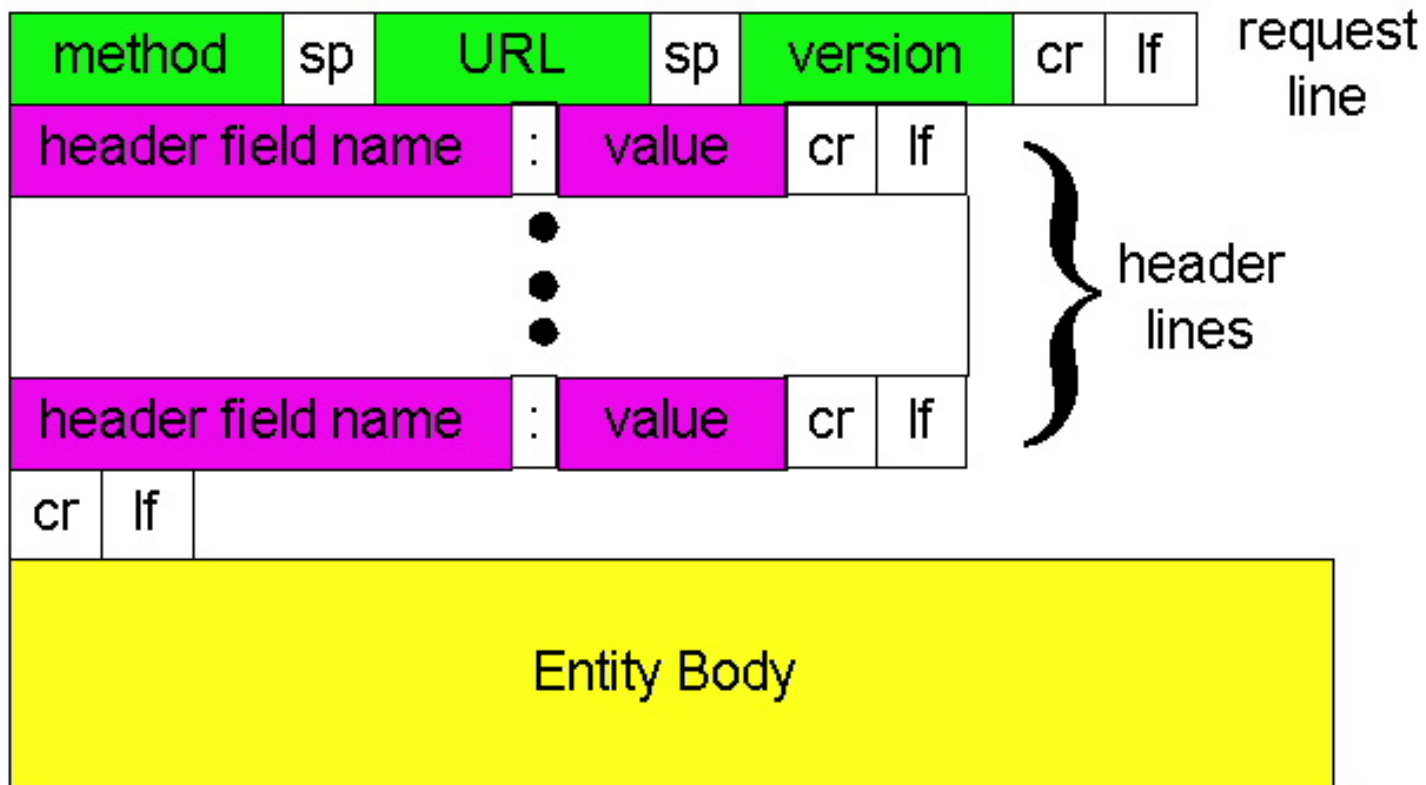 method sp URL sp version cr lf request line
header field name : value cr lf
header lines
header field name : value cr lf
cr lf
Entity Body